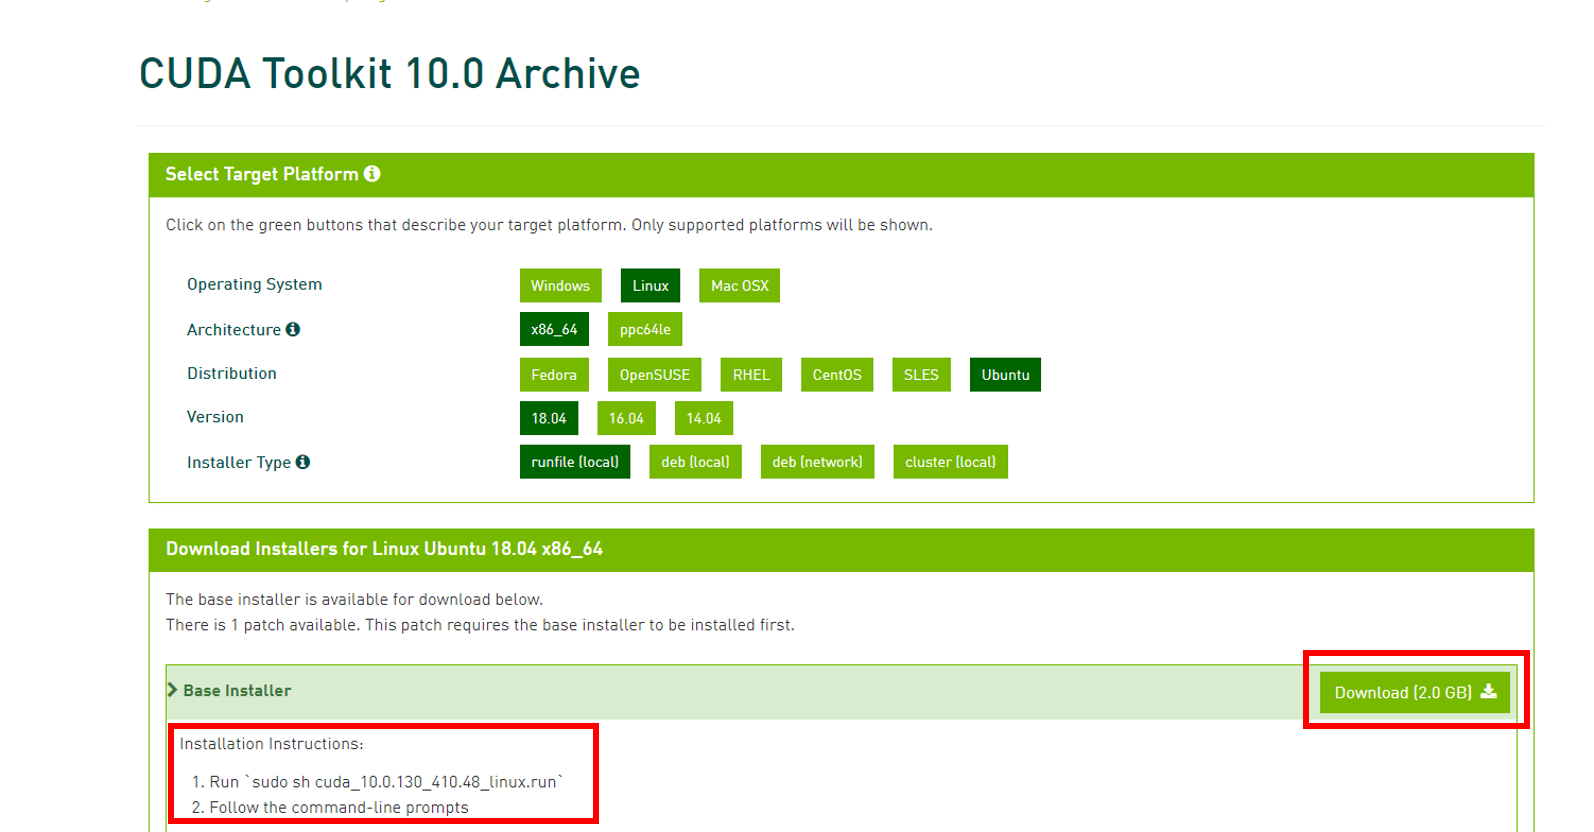 CUDA Toolkit 10.0 Archive
Select Target Platform
Click on the green buttons that describe your target platform. Only supported platforms will be shown.
Operating System Windows Linux Mac OSX
Architecture x86_64 ppc64le
Distribution Fedora OpenSUSE RHEL CentOS SLES Ubuntu
Version 18.04 16.04 14.04
Installer Type runfile (local) deb (local) deb (network) cluster (local)
Download Installers for Linux Ubuntu 18.04 x86_64
The base installer is available for download below.
There is 1 patch available. This patch requires the base installer to be installed first.
Base Installer Download (2.0 GB)
Installation Instructions:
1. Run `sudo sh cuda_10.0.130_410.48_linux.run`
2. Follow the command-line prompts